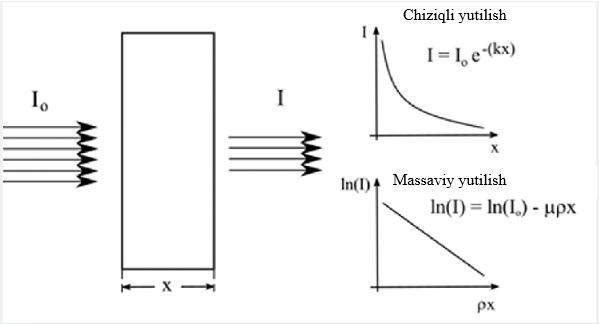 I₀
I
x
Chiziqli yutilish
I
I = I₀ e⁻⁽ᵏˣ⁾
x
Massaviy yutilish
ln(I)
ln(I) = ln(I₀) - μρx
ρx